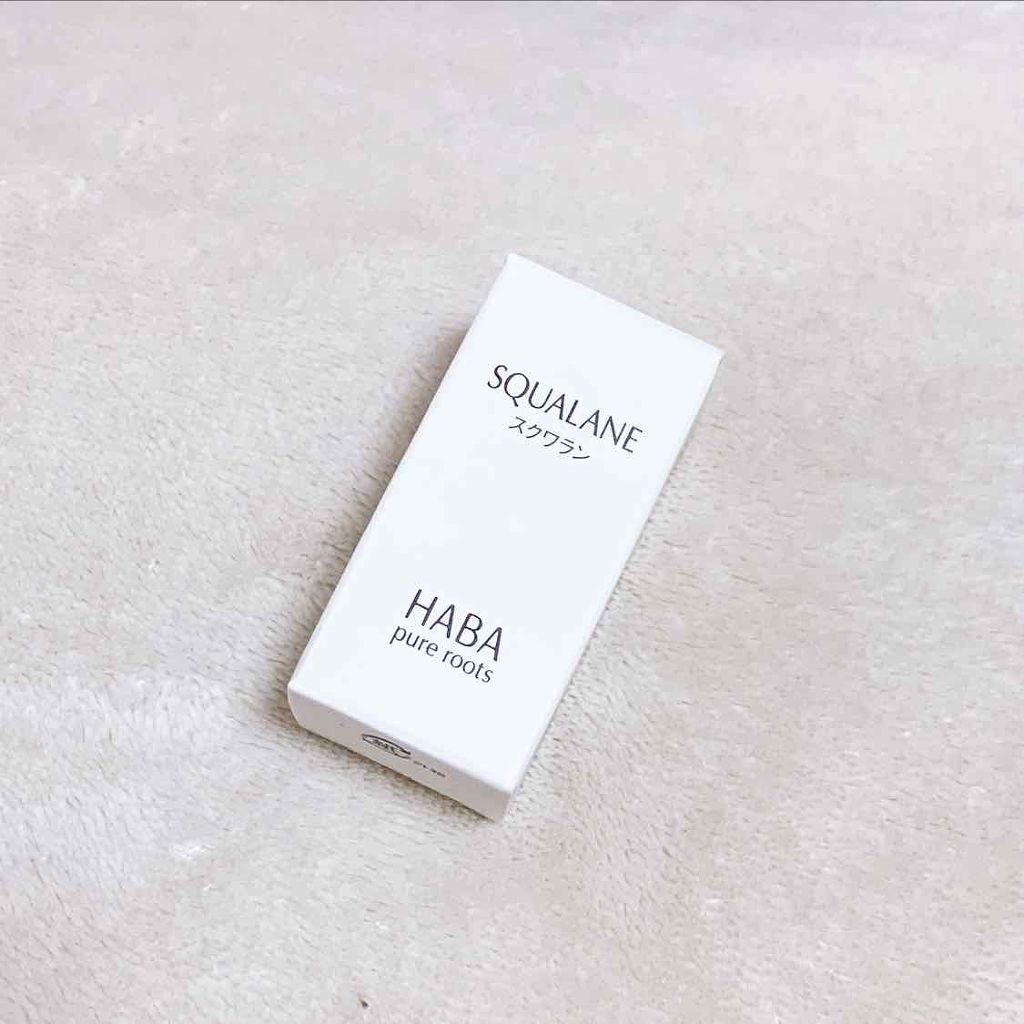 SQUALANE
スクワラン
HABA
pure roots